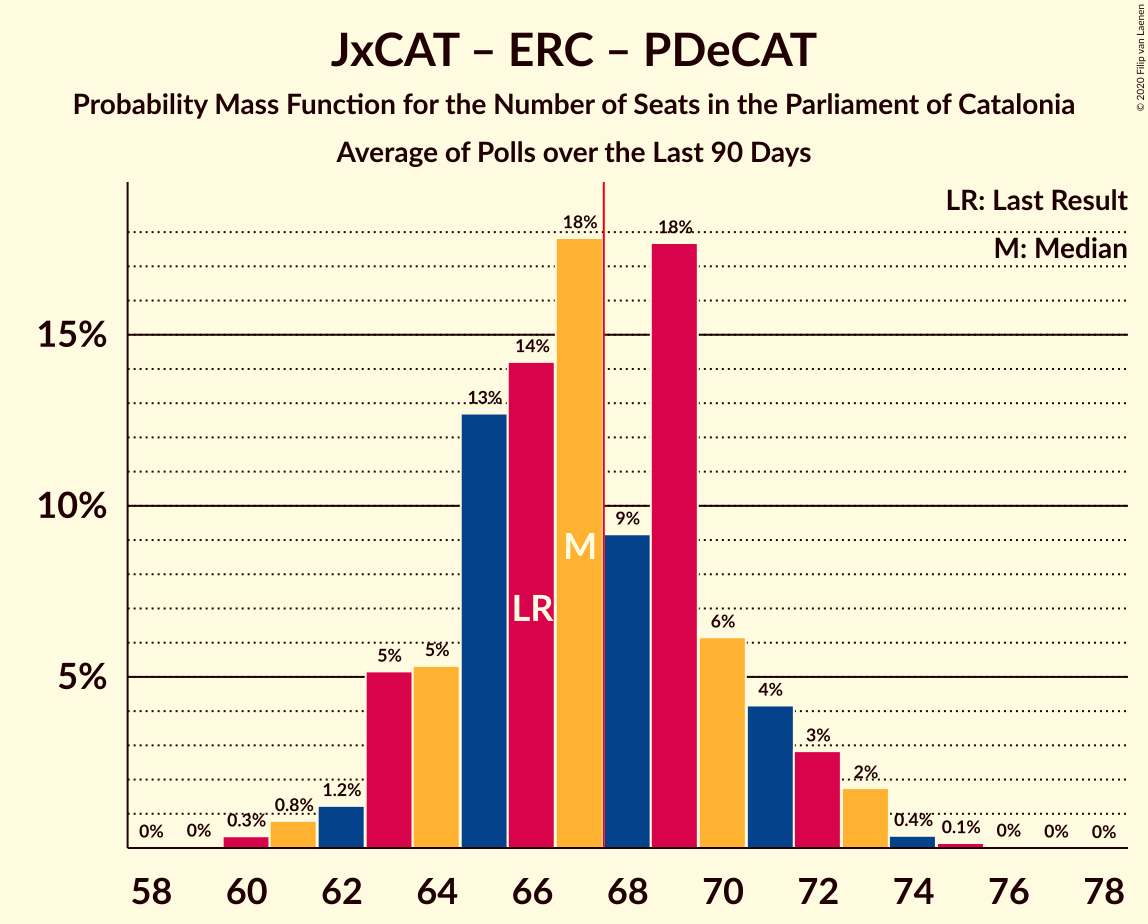 JxCAT – ERC – PDeCAT
Probability Mass Function for the Number of Seats in the Parliament of Catalonia
Average of Polls over the Last 90 Days
© 2020 Filip van Laenen
LR: Last Result
M: Median
15%
10%
5%
0%
0%
0.3%
0.8%
1.2%
5%
5%
13%
14%
18%
9%
18%
6%
4%
3%
2%
0.4%
0.1%
0%
0%
0%
LR
M
58 60 62 64 66 68 70 72 74 76 78